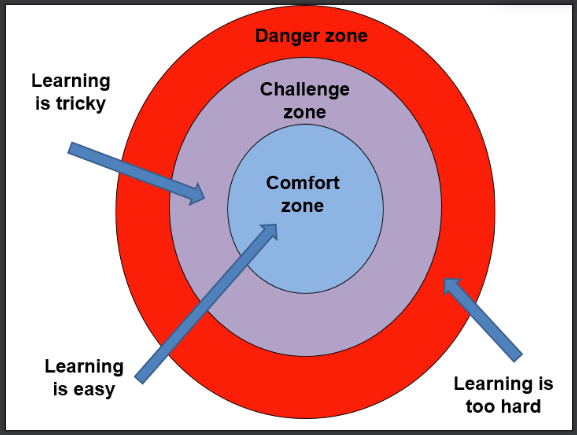 Danger zone
Learning
is tricky
Challenge
zone
Comfort
zone
Learning
is easy
Learning is
too hard